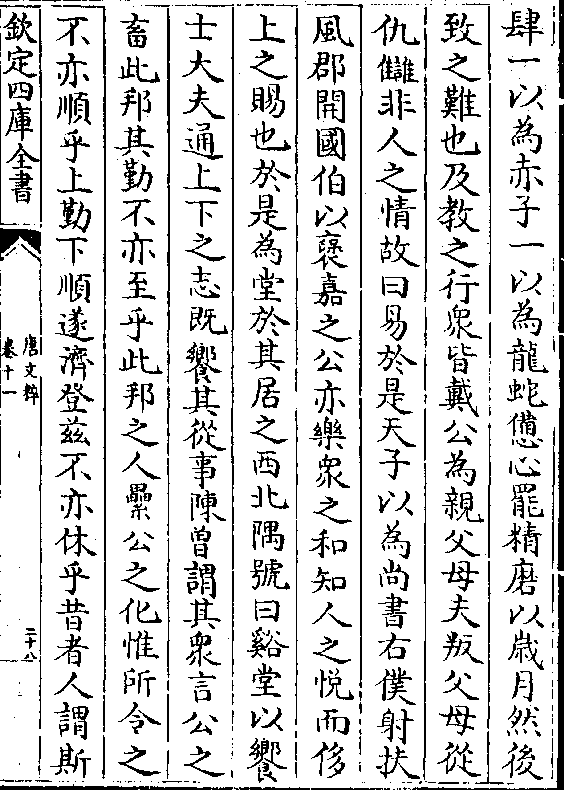 肆一以為赤子一以為龍蛇憊心罷精磨以歲月然後
致之難也及教之行衆皆戴公為親父母夫叛父母從
仇讎非人之情故曰易於是天子以為尚書右僕射扶
風郡開國伯以褒嘉之公亦樂衆之和知人之悦而侈
上之賜也於是為堂於其居之西北隅號曰谿堂以饗
士大夫通上下之志既饗其從事陳曾謂其衆言公之
畜此邦其勤不亦至乎此邦之人纍公之化惟所令之
不亦順乎上勤下順遂濟登兹不亦休乎昔者人謂斯
欽定四庫全書
唐文粹
卷十一
二十八